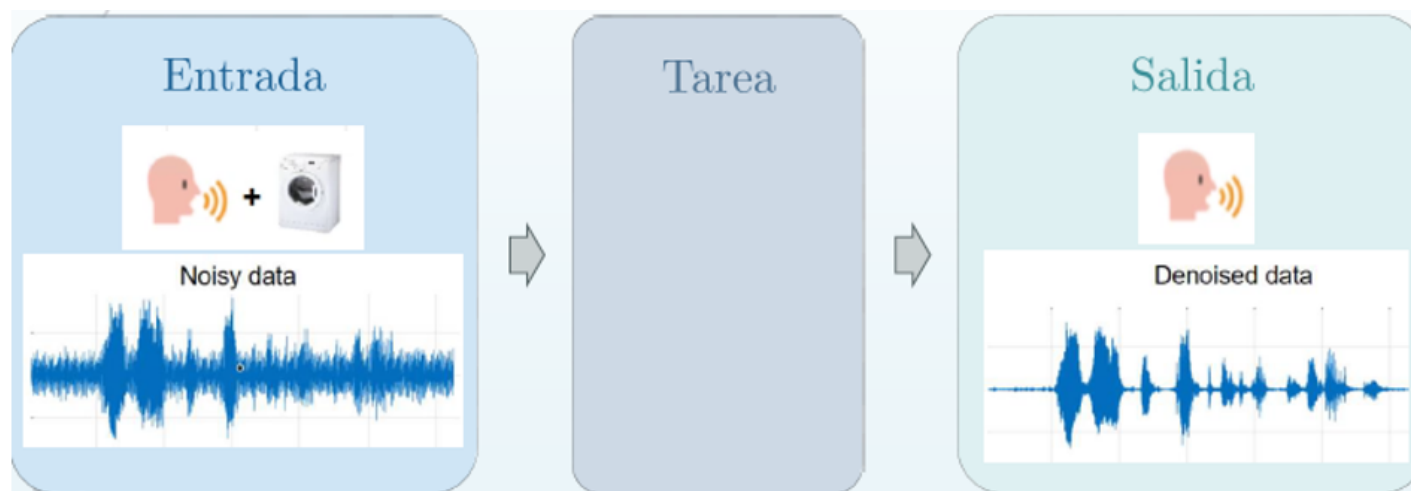 Entrada
Tarea
Salida
+
Noisy data
Denoised data